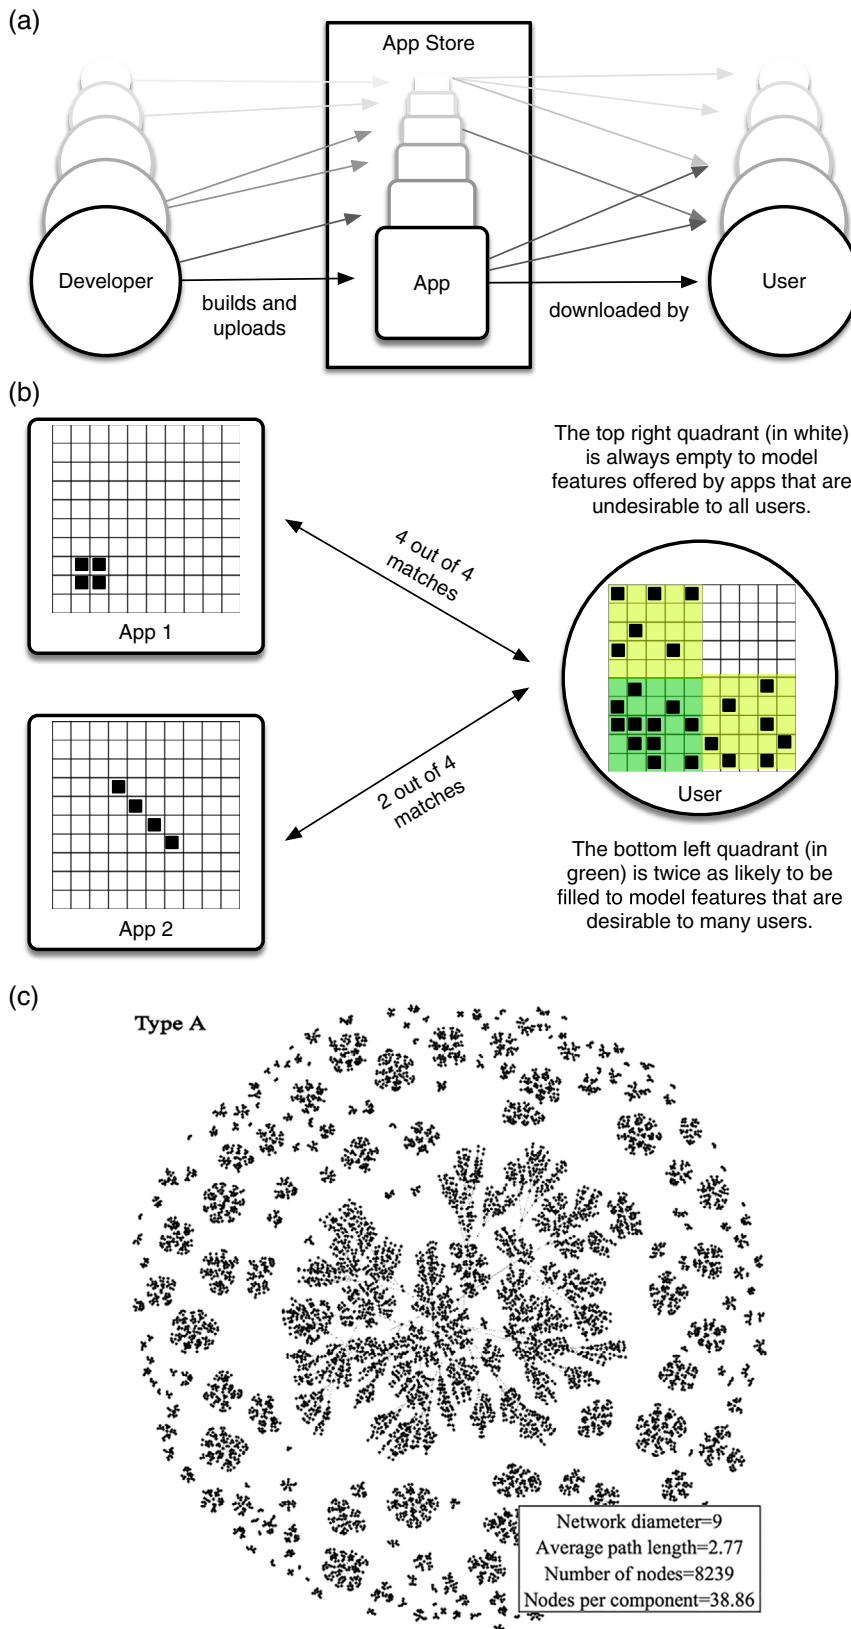 (a)
App Store
Developer
App
User
builds and
uploads
downloaded by
(b)
The top right quadrant (in white)
is always empty to model
features offered by apps that are
undesirable to all users.
4 out of 4
matches
App 1
2 out of 4
matches
User
App 2
The bottom left quadrant (in
green) is twice as likely to be
filled to model features that are
desirable to many users.
(c)
Type A
Network diameter=9
Average path length=2.77
Number of nodes=8239
Nodes per component=38.86